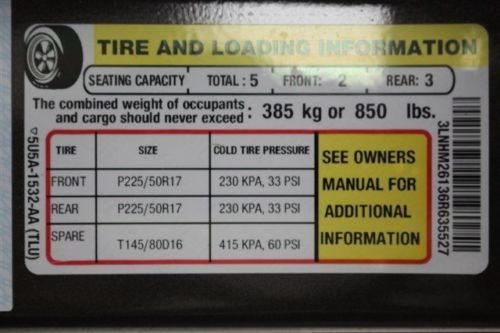 TIRE AND LOADING INFORMATION
SEATING CAPACITY TOTAL : 5 FRONT: 2 REAR: 3
The combined weight of occupants
and cargo should never exceed : 385 kg or 850 lbs.
TIRE SIZE COLD TIRE PRESSURE
FRONT P225/50R17 230 KPA, 33 PSI
REAR P225/50R17 230 KPA, 33 PSI
SPARE T145/80D16 415 KPA, 60 PSI
SEE OWNERS
MANUAL FOR
ADDITIONAL
INFORMATION
5U5A-1532-AA (TLU)
3LNHM26136R635527